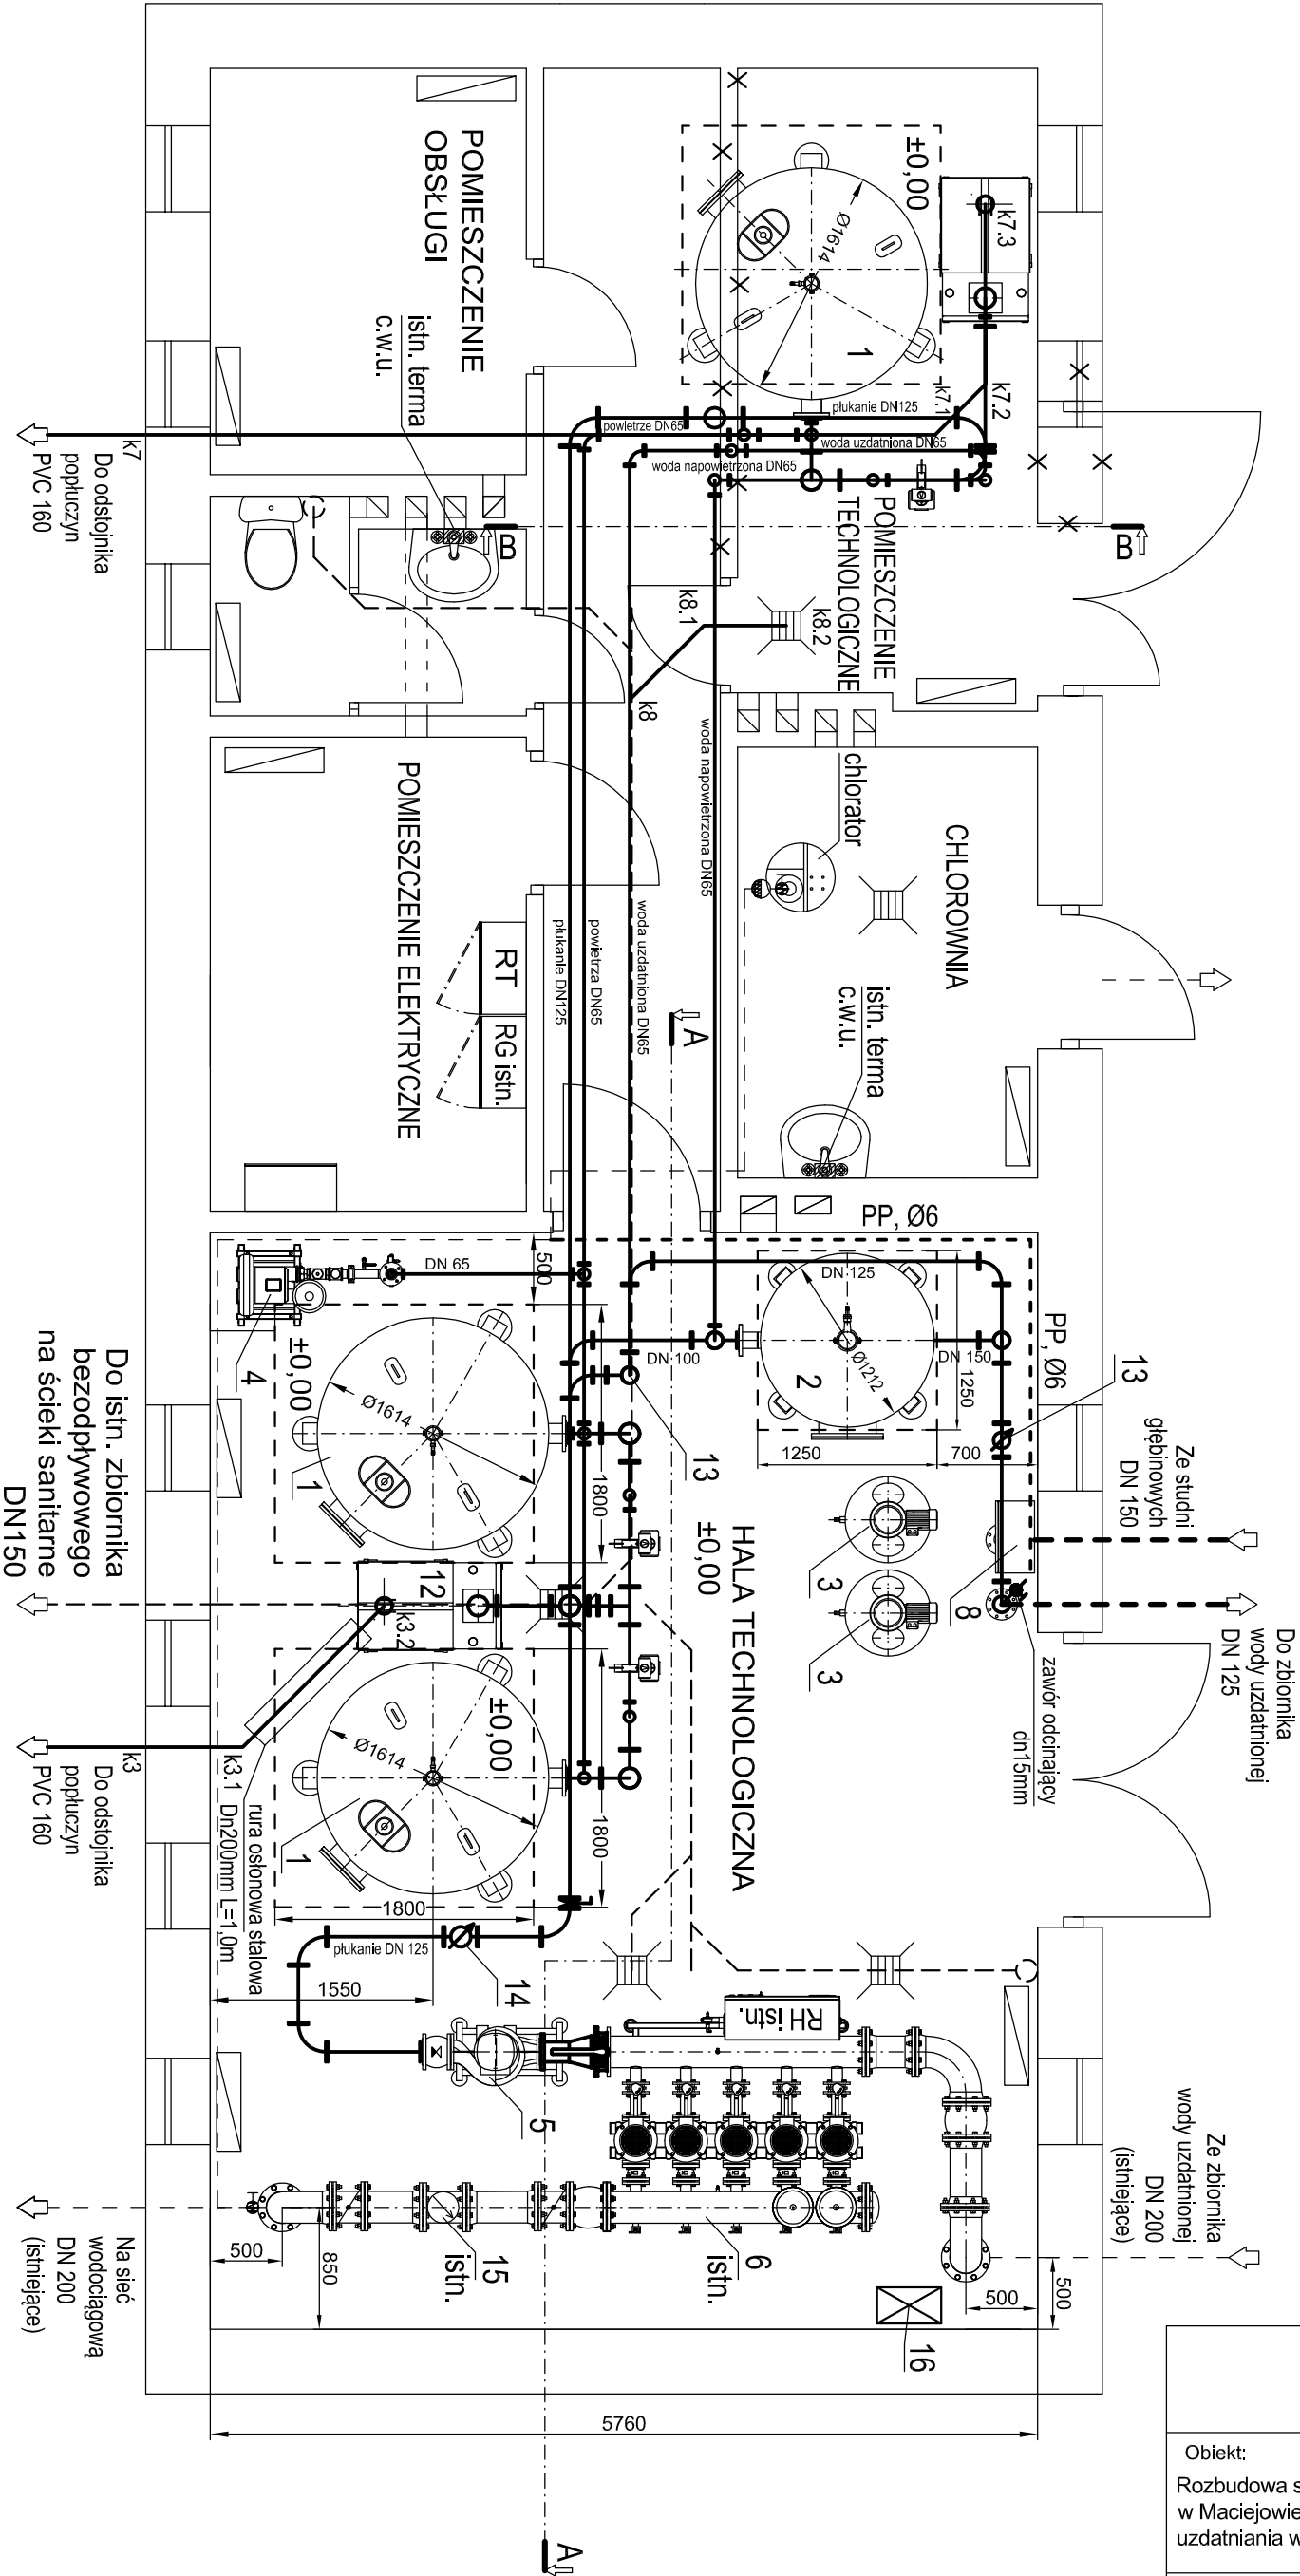 POMIESZCZENIE
OBSŁUGI
istn. terma
c.w.u.
k7
Do odstojnika
popłuczyn
PVC 160
±0,00
k7.3
Ø1614
1
k7.2
k7.1
płukanie DN125
powietrze DN65
woda uzdatniona DN65
woda napowietrzona DN65
POMIESZCZENIE
TECHNOLOGICZNE
B
B
k8.1
k8.2
k8
woda napowietrzona DN65
chlorator
CHLOROWNIA
istn. terma
c.w.u.
POMIESZCZENIE ELEKTRYCZNE
RT
RG istn.
płukanie DN125
powietrza DN65
woda uzdatniona DN65
A
PP, Ø6
PP, Ø6
DN 65
500
DN 125
DN 100
DN 150
1250
1250
700
Ø1212
2
13
13
4
±0,00
Ø1614
1
1800
Ze studni
głębinowych
DN 150
Do zbiornika
wody uzdatnionej
DN 125
8
zawór odcinający
dn15mm
3
3
HALA TECHNOLOGICZNA
±0,00
Do istn. zbiornika
bezodpływowego
na ścieki sanitarne
DN150
12
k3.2
k3.1
k3
Do odstojnika
popłuczyn
PVC 160
rura osłonowa stalowa
Dn200mm L=1,0m
±0,00
Ø1614
1
1800
1800
1550
płukanie DN 125
14
5
RH istn.
6
istn.
15
istn.
16
500
850
500
500
Ze zbiornika
wody uzdatnionej
DN 200
(istniejące)
Na sieć
wodociągową
DN 200
(istniejące)
5760
A
Obiekt:
Rozbudowa s
w Maciejowie
uzdatniania w